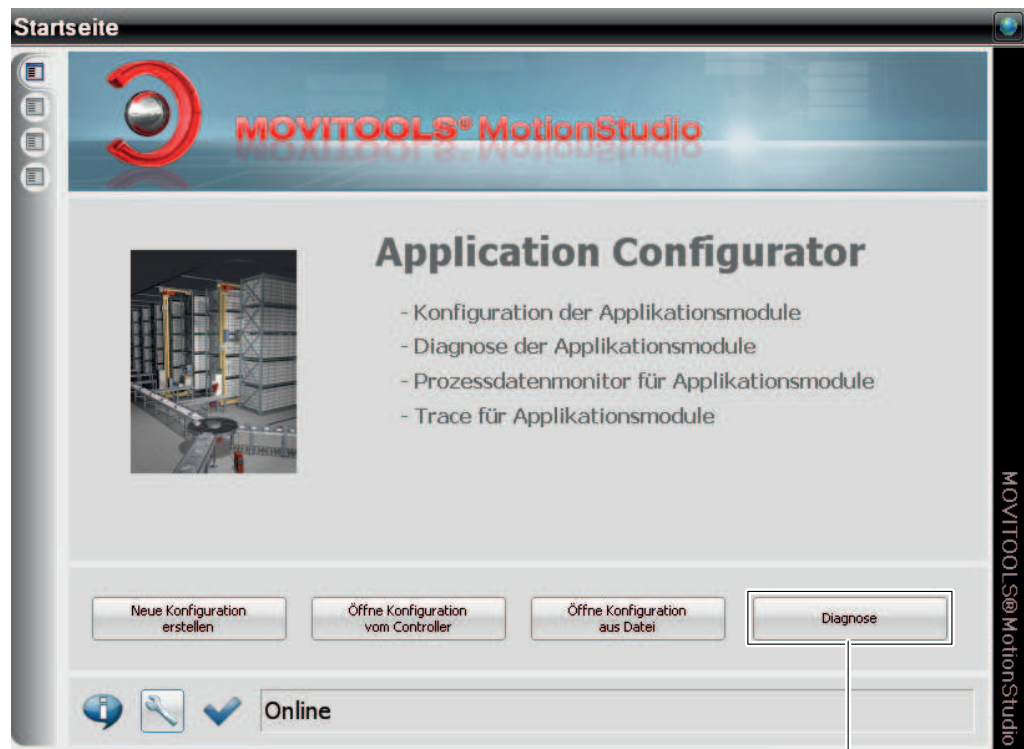 Startseite
MOVITOOLS® MotionStudio
Application Configurator
- Konfiguration der Applikationsmodule
- Diagnose der Applikationsmodule
- Prozessdatenmonitor für Applikationsmodule
- Trace für Applikationsmodule
Neue Konfiguration
erstellen
Öffne Konfiguration
vom Controller
Öffne Konfiguration
aus Datei
Diagnose
Online
MOVITOOLS®MotionStudio